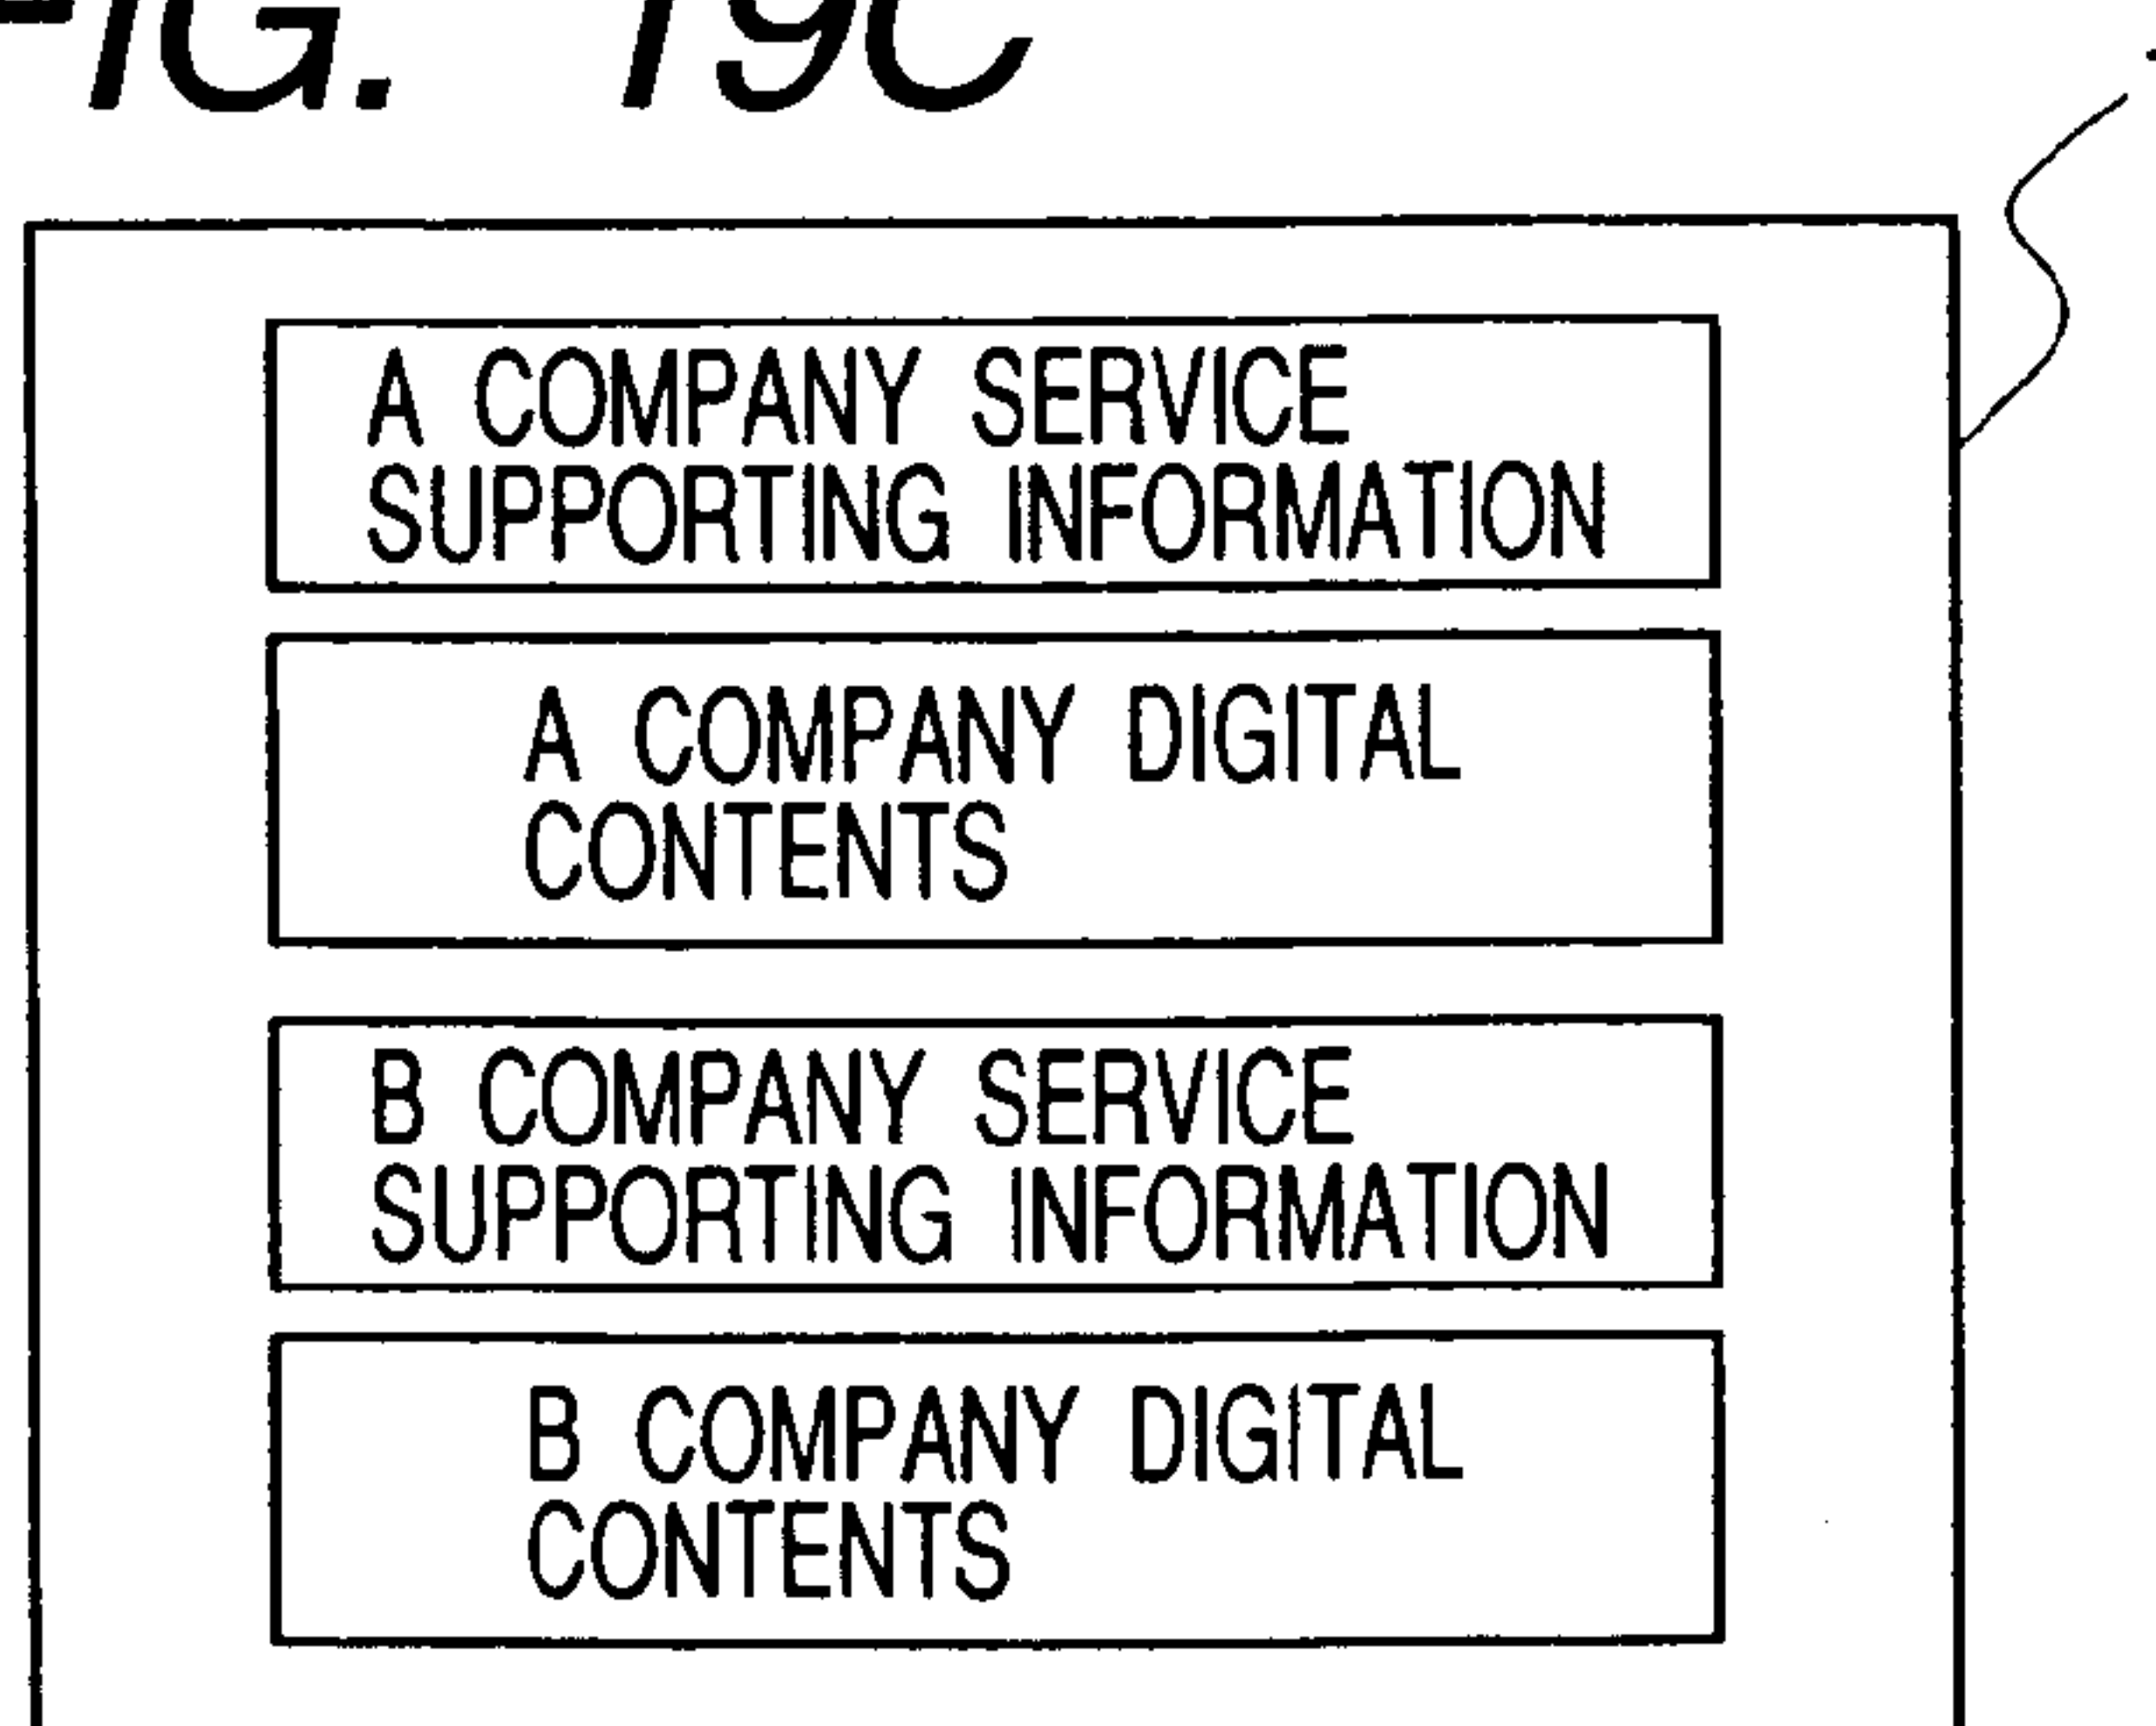 FIG. 19C
A COMPANY SERVICE
SUPPORTING INFORMATION
A COMPANY DIGITAL
CONTENTS
B COMPANY SERVICE
SUPPORTING INFORMATION
B COMPANY DIGITAL
CONTENTS